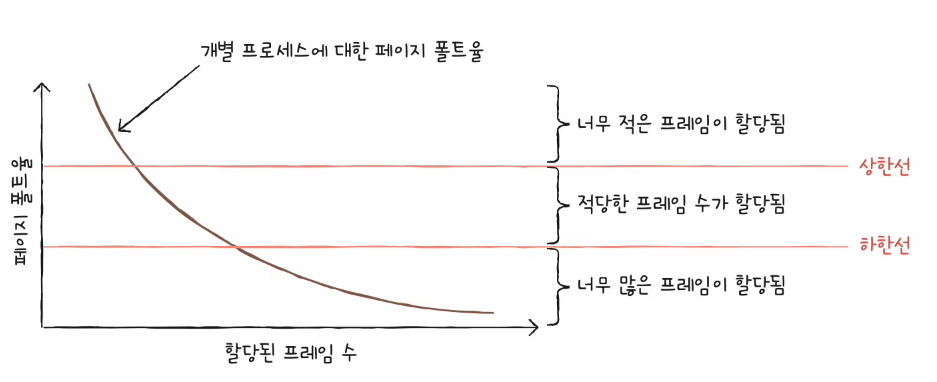 개별 프로세스에 대한 페이지 폴트율
너무 적은 프레임이 할당됨
상한선
페이지 폴트율
적당한 프레임 수가 할당됨
하한선
너무 많은 프레임이 할당됨
할당된 프레임 수